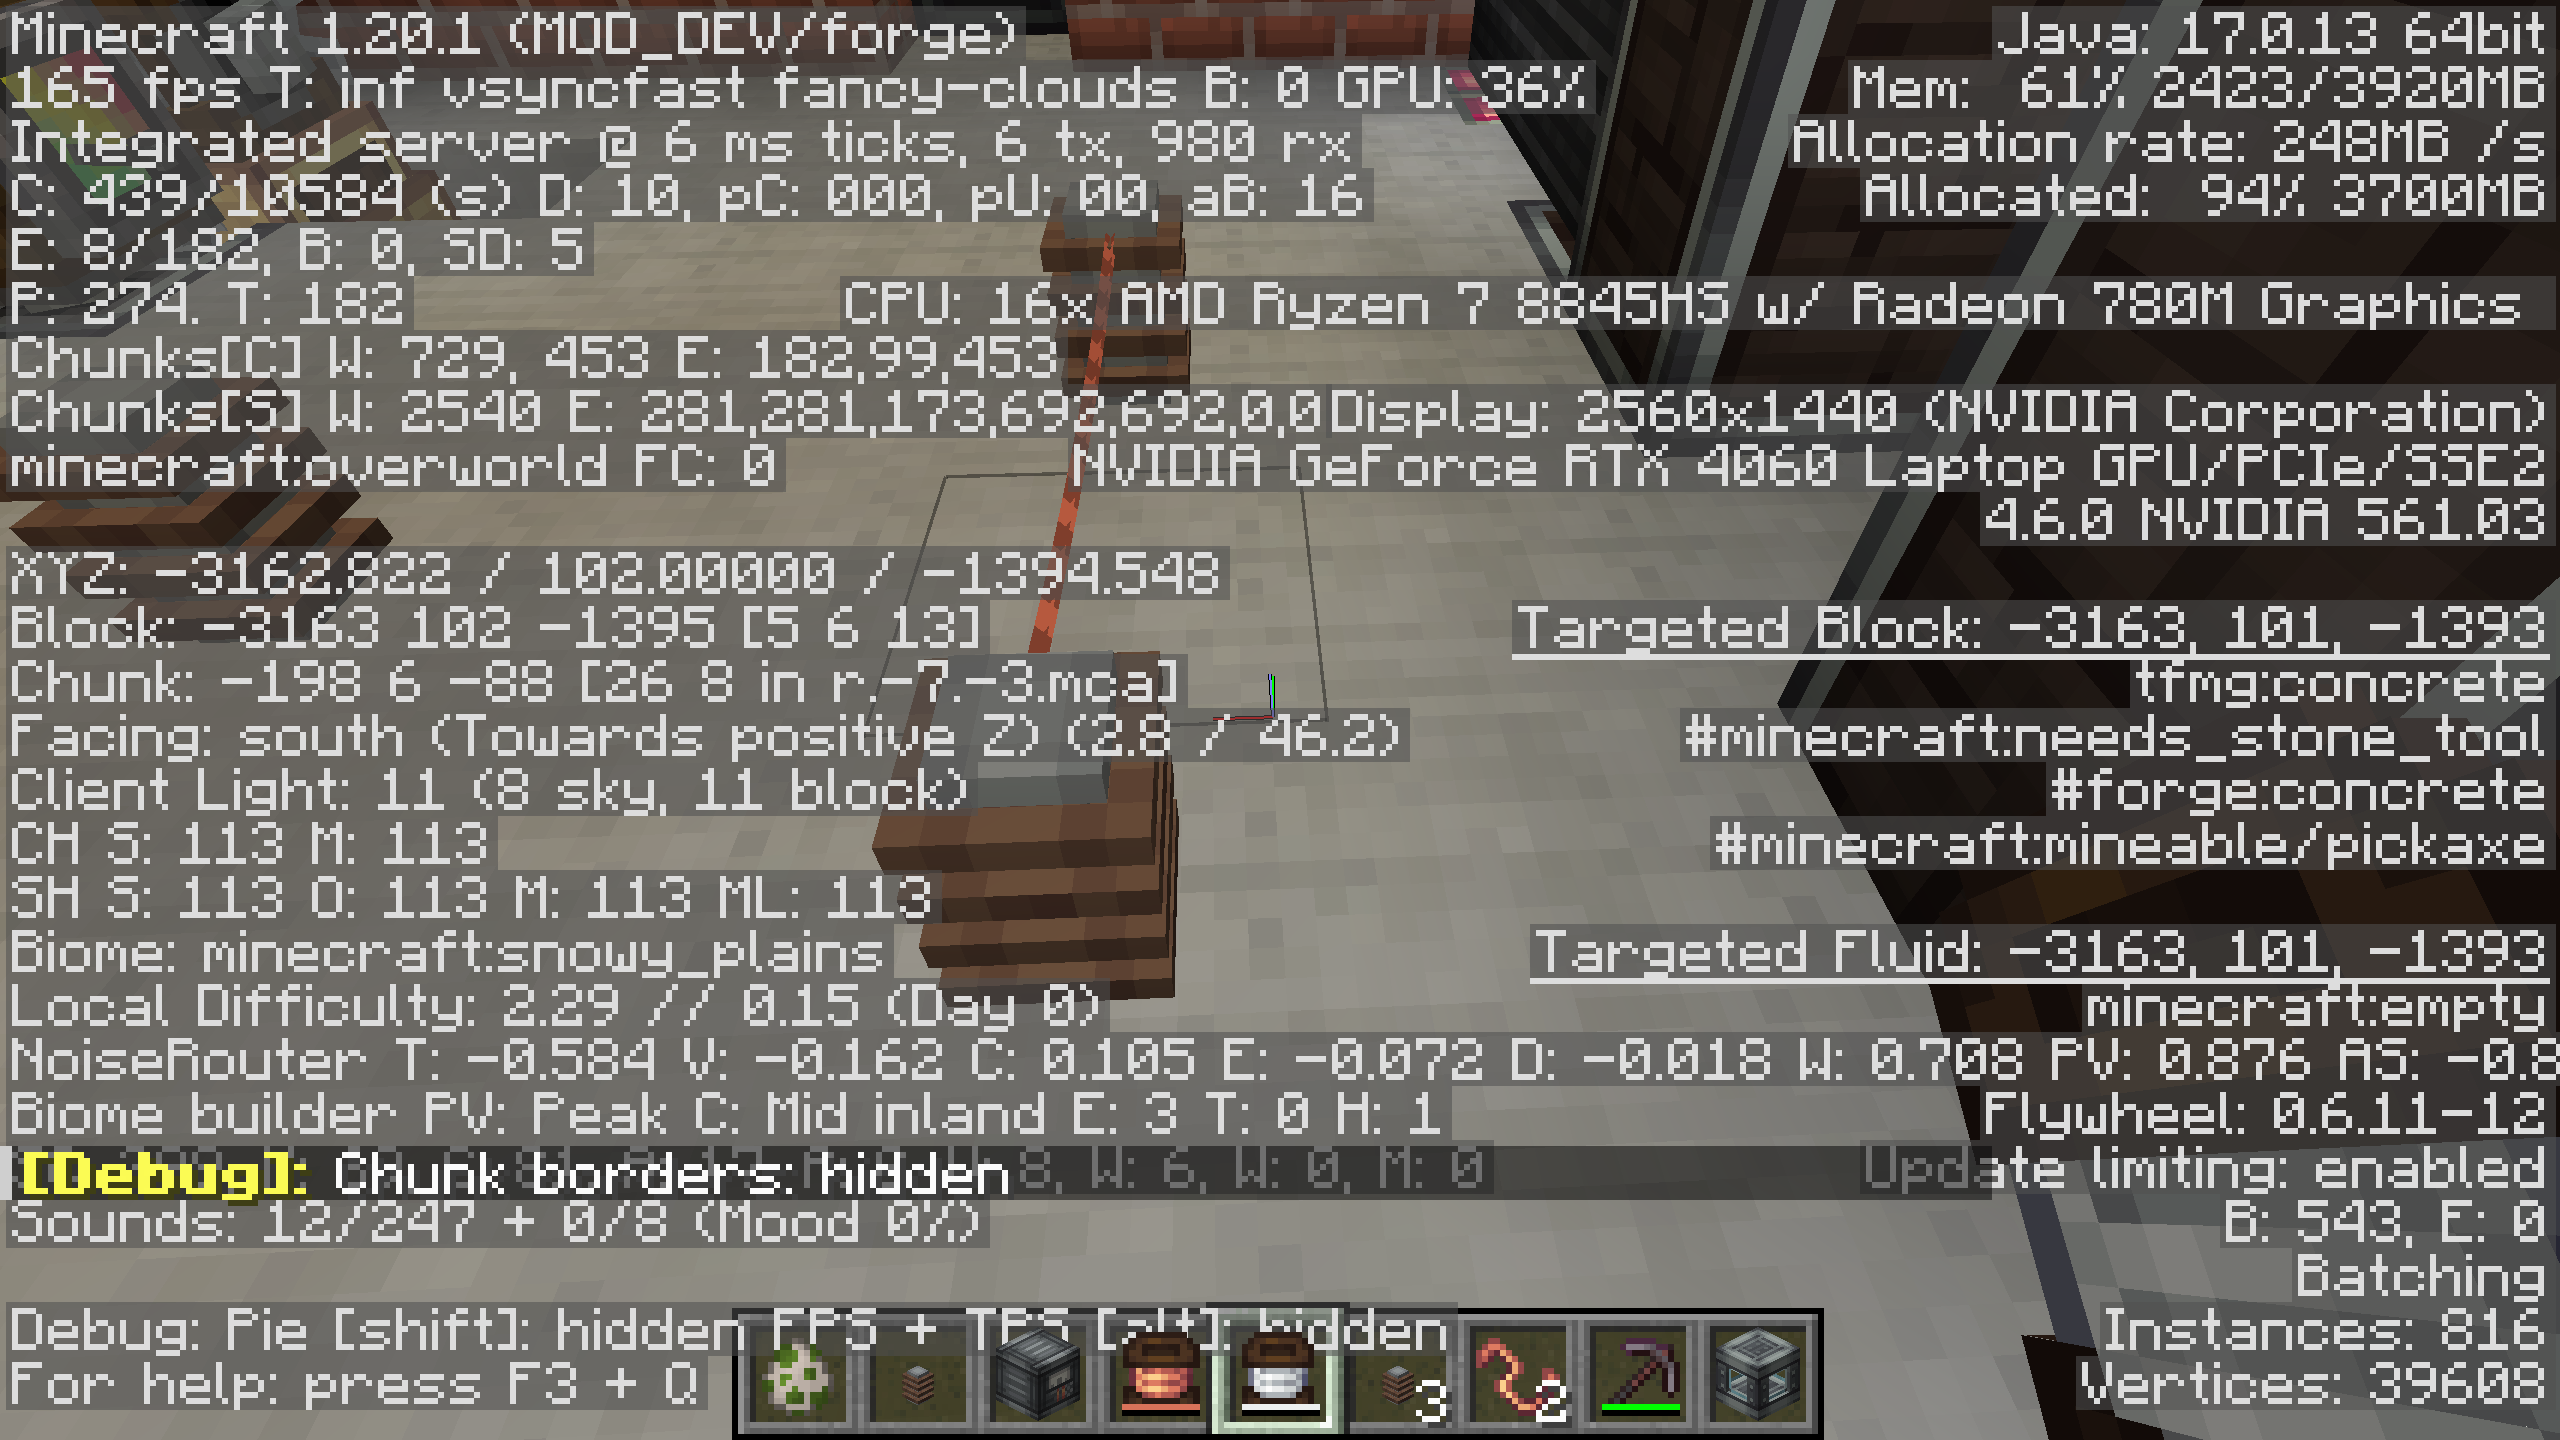 Minecraft 1.20.1 (MOD_DEV/forge)
165 fps T: inf vsyncfast fancy-clouds B: 0 GPU: 36%
Integrated server @ 6 ms ticks, 6 tx, 980 rx
C: 439/10584 (s) D: 10, pC: 000, pU: 00, aB: 16
E: 8/182, B: 0, SD: 5
P: 274. T: 182
Chunks[C] W: 729, 453 E: 182,99,453
Chunks[S] W: 2540 E: 281,281,173,692,692,0,0
minecraft:overworld FC: 0
XYZ: -3162.922 / 102.00000 / -1394.548
Block: -3163 102 -1395 [5 6 13]
Chunk: -198 6 -88 [26 8 in r.-7.-3.mca]
Facing: south (Towards positive Z) (2.8 / 46.2)
Client Light: 11 (8 sky, 11 block)
CH S: 113 M: 113
SH S: 113 O: 113 M: 113 ML: 113
Biome: minecraft:snowy_plains
Local Difficulty: 2.29 // 0.15 (Day 0)
NoiseRouter T: -0.584 V: -0.162 C: 0.105 E: -0.072 D: -0.018 W: 0.708 PV: 0.876 AS: -0.8
Biome builder PV: Peak C: Mid inland E: 3 T: 0 H: 1
[Debug]: Chunk borders: hidden
8, W: 6, W: 0, M: 0
Sounds: 12/247 + 0/8 (Mood 0%)
Debug: Pie [shift]: hidden FPS + TPS [alt]: hidden
For help: press F3 + Q
Java: 17.0.13 64bit
Mem: 61% 2423/3920MB
Allocation rate: 248MB /s
Allocated: 94% 3700MB
CPU: 16x AMD Ryzen 7 8845HS w/ Radeon 780M Graphics
Display: 2560x1440 (NVIDIA Corporation)
NVIDIA GeForce RTX 4060 Laptop GPU/PCIe/SSE2
4.6.0 NVIDIA 561.03
Targeted Block: -3163, 101, -1393
tfmg:concrete
#minecraft:needs_stone_tool
#forge:concrete
#minecraft:mineable/pickaxe
Targeted Fluid: -3163, 101, -1393
minecraft:empty
Flywheel: 0.6.11-12
Update limiting: enabled
B: 543, E: 0
Batching
Instances: 816
Vertices: 39608
3
2